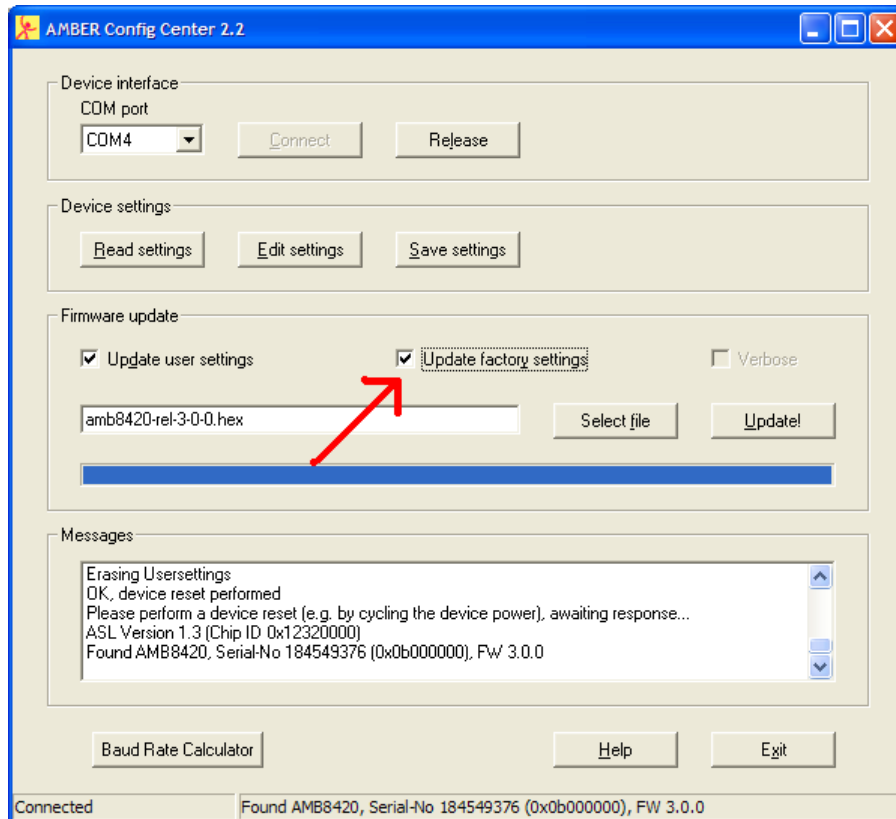 AMBER Config Center 2.2
Device interface
COM port
COM4 Connect Release
Device settings
Read settings Edit settings Save settings
Firmware update
Update user settings Update factory settings Verbose
amb8420-rel-3-0-0.hex Select file Update!
Messages
Erasing Usersettings
OK, device reset performed
Please perform a device reset (e.g. by cycling the device power), awaiting response...
ASL Version 1.3 (Chip ID 0x12320000)
Found AMB8420, Serial-No 184549376 (0x0b000000), FW 3.0.0
Baud Rate Calculator Help Exit
Connected Found AMB8420, Serial-No 184549376 (0x0b000000), FW 3.0.0